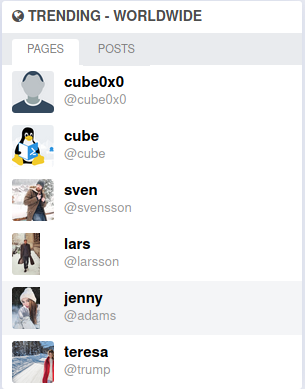 TRENDING - WORLDWIDE
PAGES POSTS
cube0x0
@cube0x0
cube
@cube
sven
@svensson
lars
@larsson
jenny
@adams
teresa
@trump